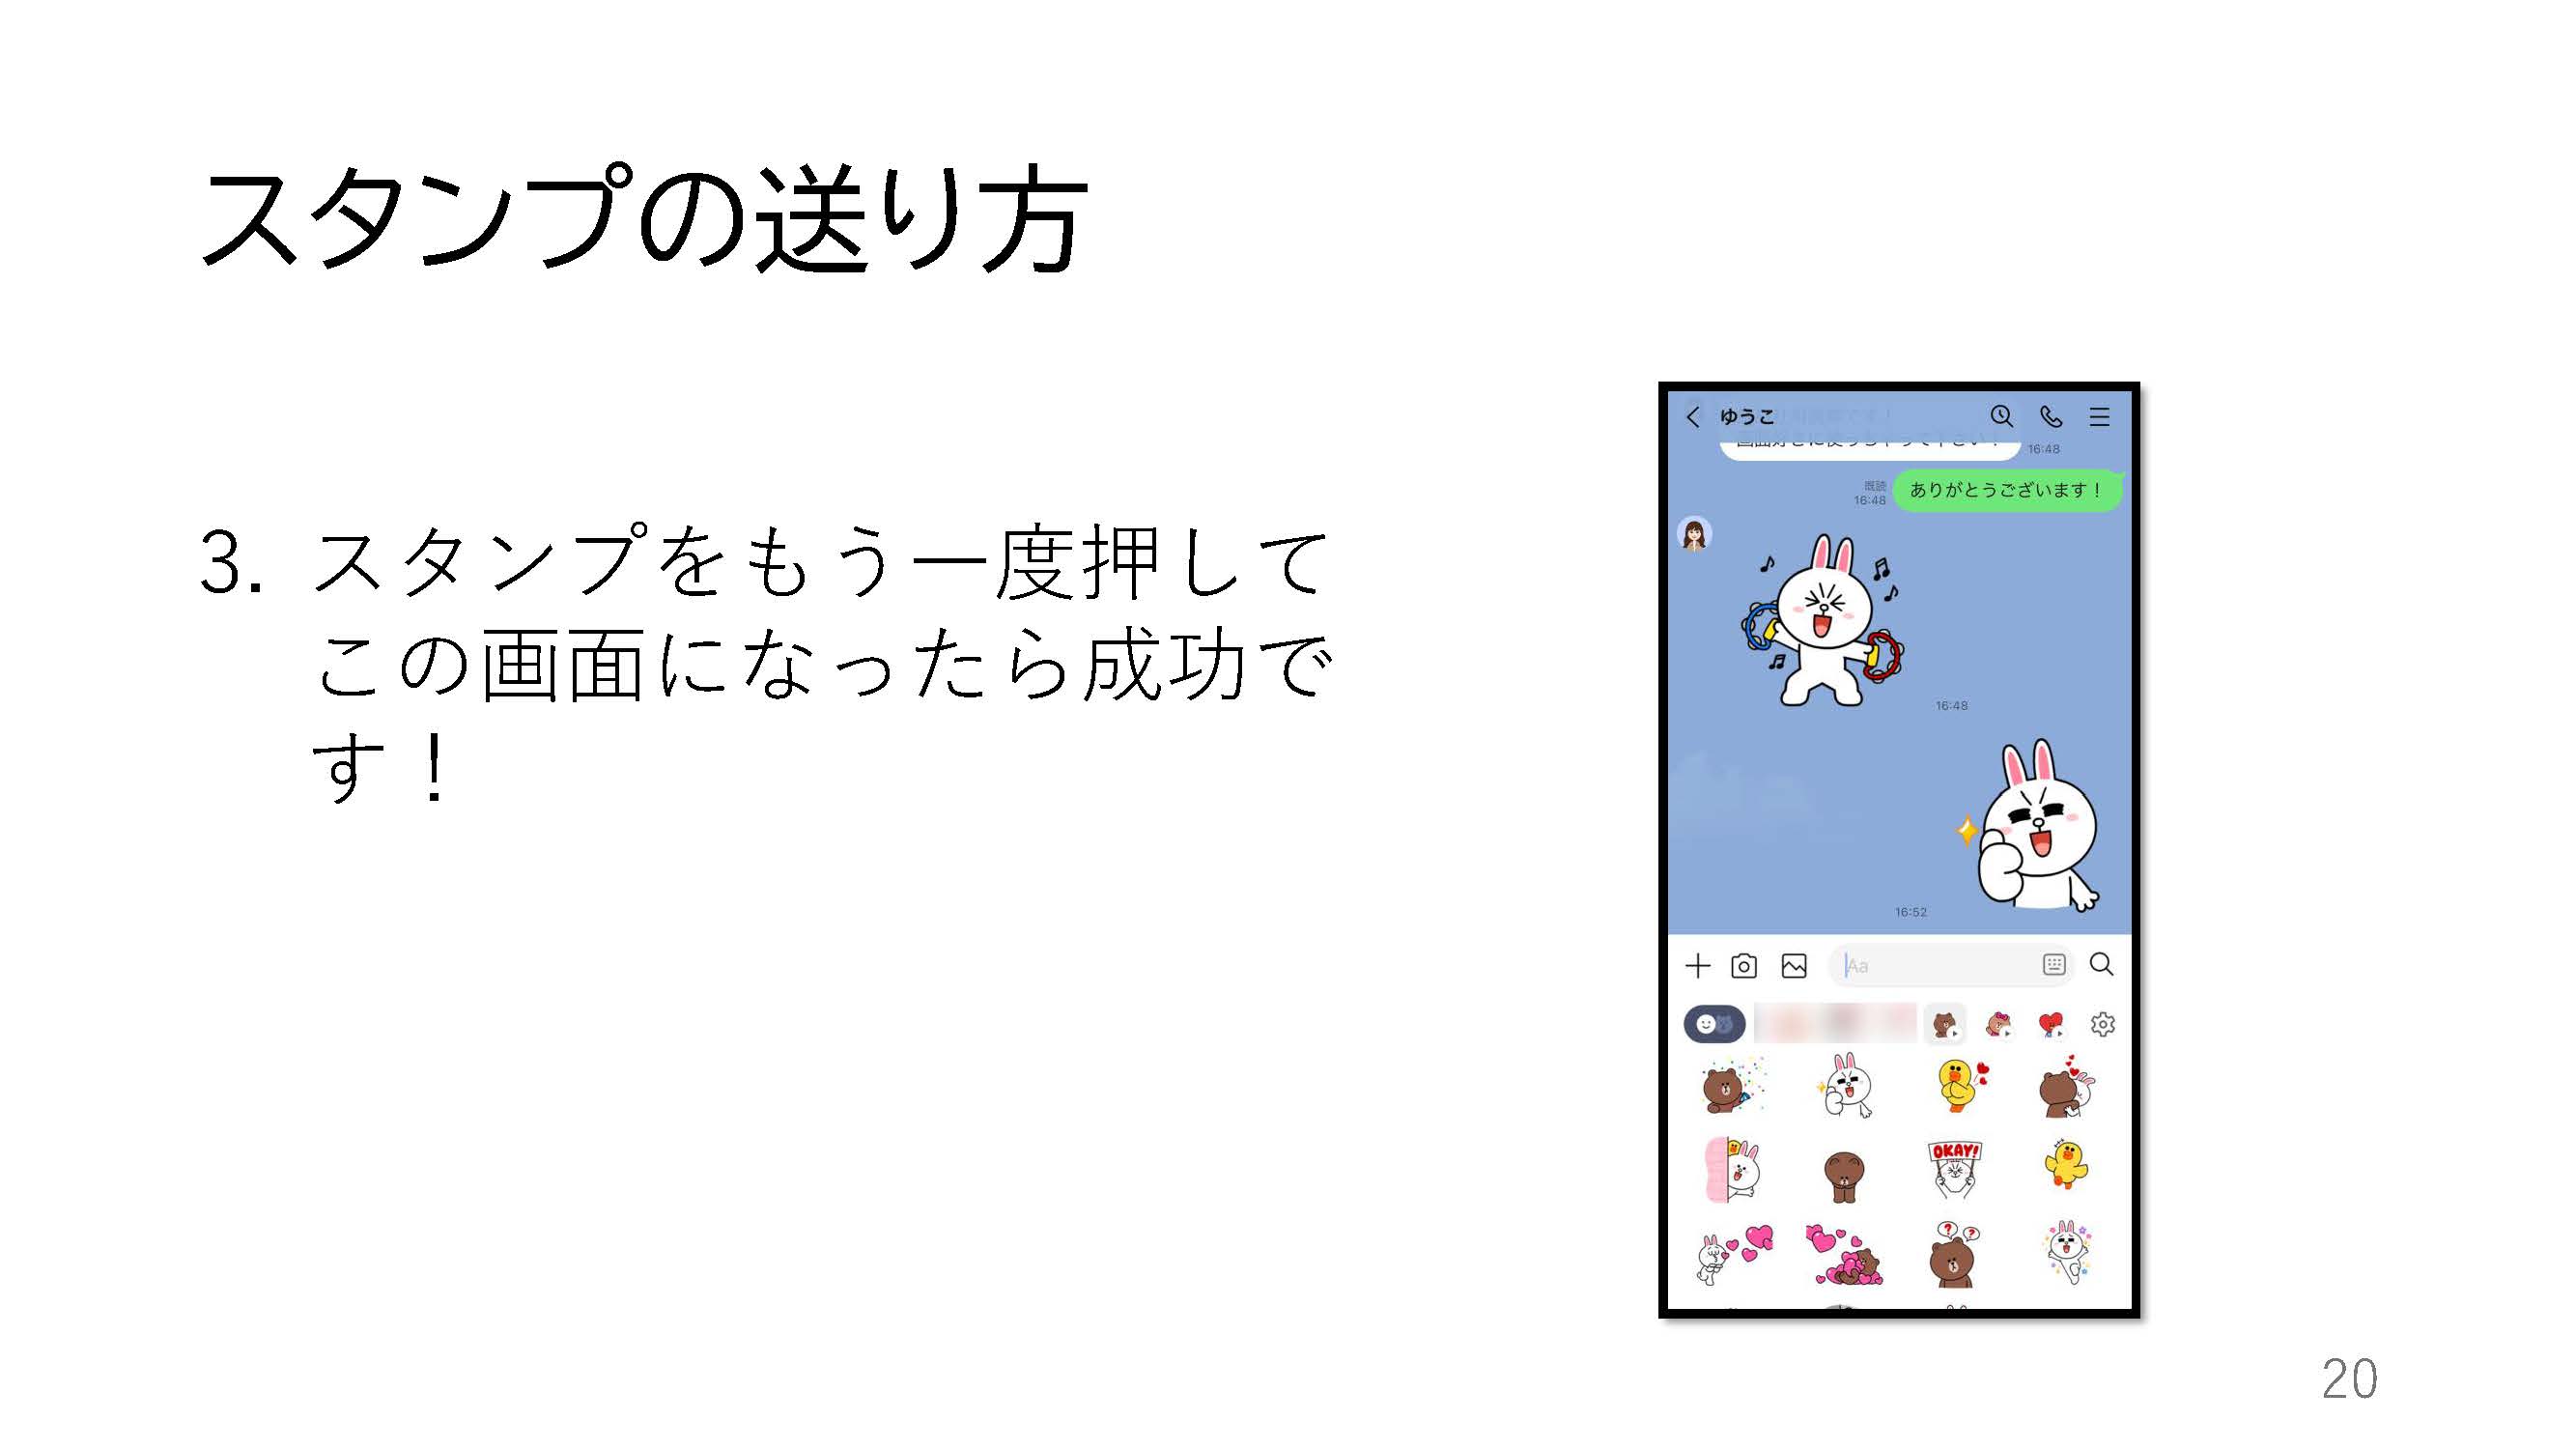 スタンプの送り方
3. スタンプをもう一度押して
この画面になったら成功で
す！
ゆうこ
16:48
既読
16:48
ありがとうございます！
16:48
16:52
Aa
OKAY!
? ?
20